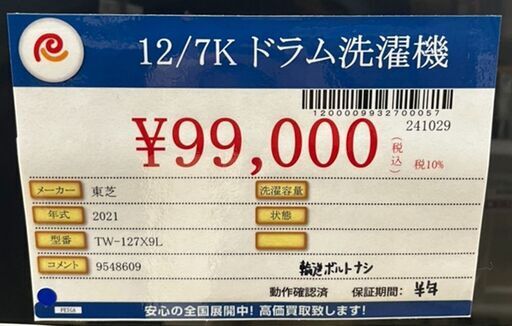 12/7K ドラム洗濯機
1200009932700057
241029
¥99,000 (税込) 税10%
メーカー 東芝 洗濯容量
年式 2021 状態
型番 TW-127X9L
コメント 9548609 輸送ボルトナシ
動作確認済 保証期間: 半年
PEIGA 安心の全国展開中! 高価買取致します!